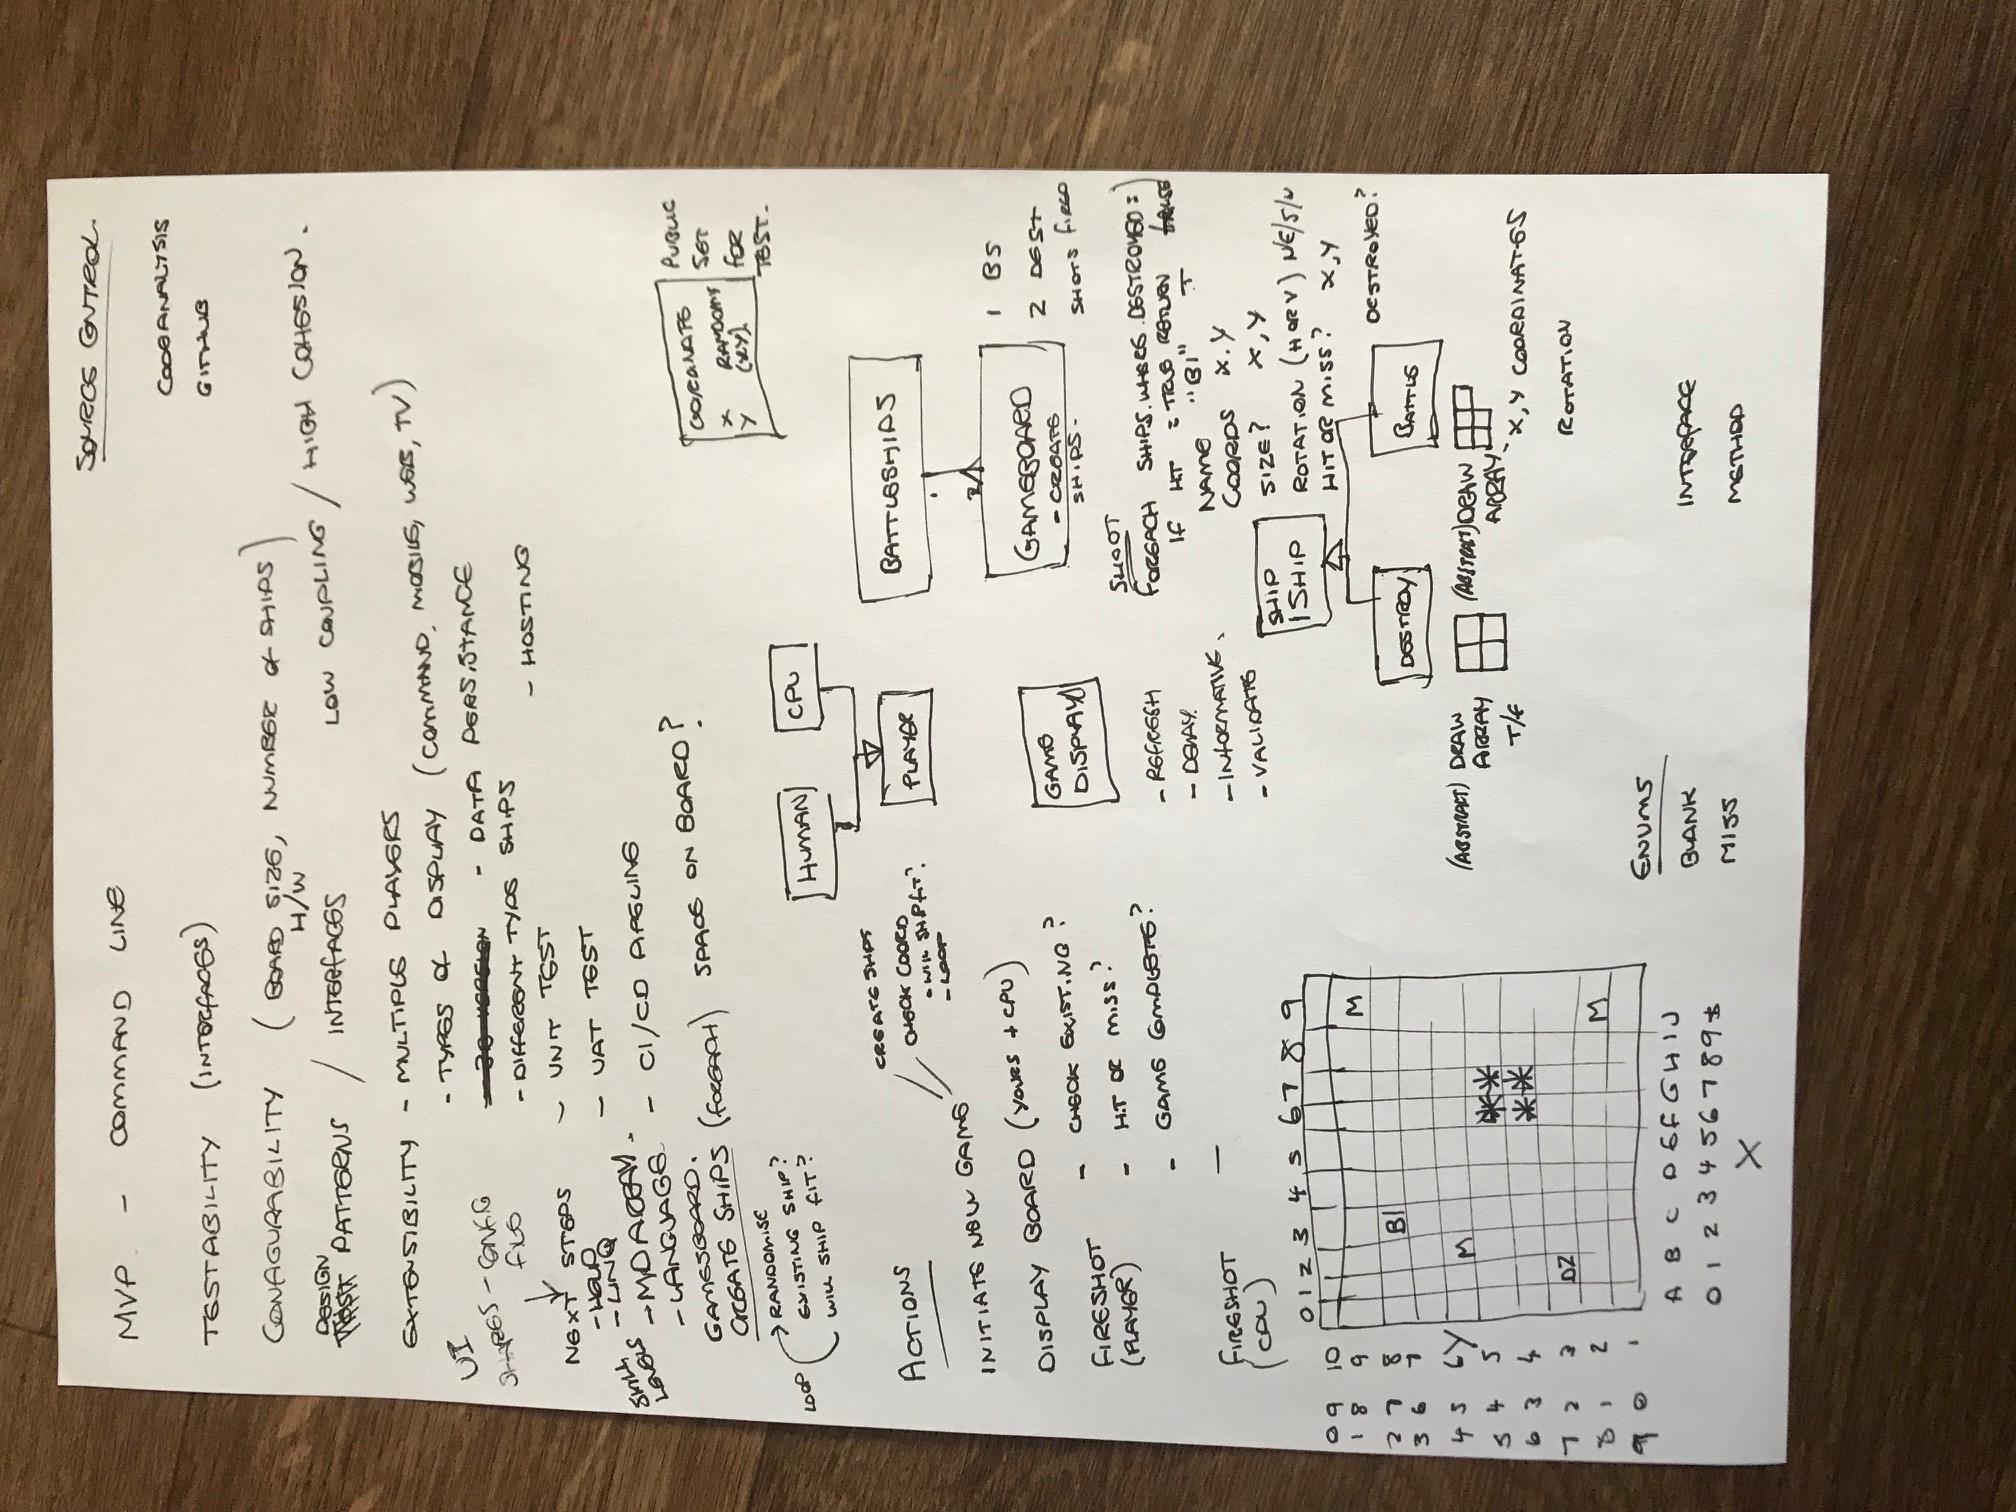 SOURCE CONTROL.
MVP - COMMAND LINE
CODEANALYSIS
GITHUB
TESTABILITY (INTERFACES)
CONFIGURABILITY (BOARD SIZE, NUMBER OF SHIPS)
H/W
DESIGN
PATTERNS / INTERFACES
LOW COUPLING / HIGH COHESION.
EXTENSIBILITY - MULTIPLE PLAYERS
- TYPES OF DISPLAY (COMMAND, MOBILE, WEB, TV)
- DATA PERSISTANCE
- DIFFERENT TYPE SHIPS
- HOSTING
UI
SHAPES - CONFIG
FILE
NEXT STEPS
- HELP
- LINQ
SKILL
LEVELS
- MD ARRAY.
- LANGUAGE
- UNIT TEST
- UAT TEST
- CI/CD PIPELINE
GAMESBOARD.
CREATE SHIPS (FOREACH) SPACE ON BOARD?
LOOP
RANDOMISE
EXISTING SHIP?
WILL SHIP FIT?
COORDINATE
X RANDOM
Y (X,Y).
PUBLIC
SET
FOR
TEST.
HUMAN
CPU
PLAYER
BATTLESHIPS
1
2
GAMEBOARD
- CREATE
SHIPS.
1 BS
2 DEST
SHOTS FIRED
ACTIONS
INITIATE NEW GAME
CREATE SHIPS
CHECK COORD
- WILL SHIP FIT?
- LOOP
DISPLAY BOARD (YOURS + CPU)
FIRESHOT
(PLAYER)
- CHECK EXISTING?
- HIT OR MISS?
- GAME COMPLETE?
FIRESHOT -
(CPU)
GAME
DISPLAY
- REFRESH
- DELAY.
- INFORMATIVE.
- VALIDATE
SHOOT
FOREACH SHIPS.WHERE.DESTROYED =
IF HIT = TRUE RETURN
T
NAME "B1"
COORDS X.Y
SIZE? X,Y
ROTATION (H OR V) N/E/S/W
HIT OR MISS? X,Y
DESTROYED?
SHIP
ISHIP
DESTROY
BATTLE
(ABSTRACT) DRAW
ARRAY
T/F
(ABSTRACT) DRAW
ARRAY
- X,Y COORDINATES
ROTATION
0 1 2 3 4 5 6 7 8 9
0 9 10
1 8 9 M
2 7 8 B1
3 6 7
4 5 6 Y M
5 4 5
6 3 4
7 2 3 D2
8 1 2 M
9 0 1
A B C D E F G H I J
0 1 2 3 4 5 6 7 8 9
X
ENUMS
BLANK
MISS
INTERFACE
METHOD